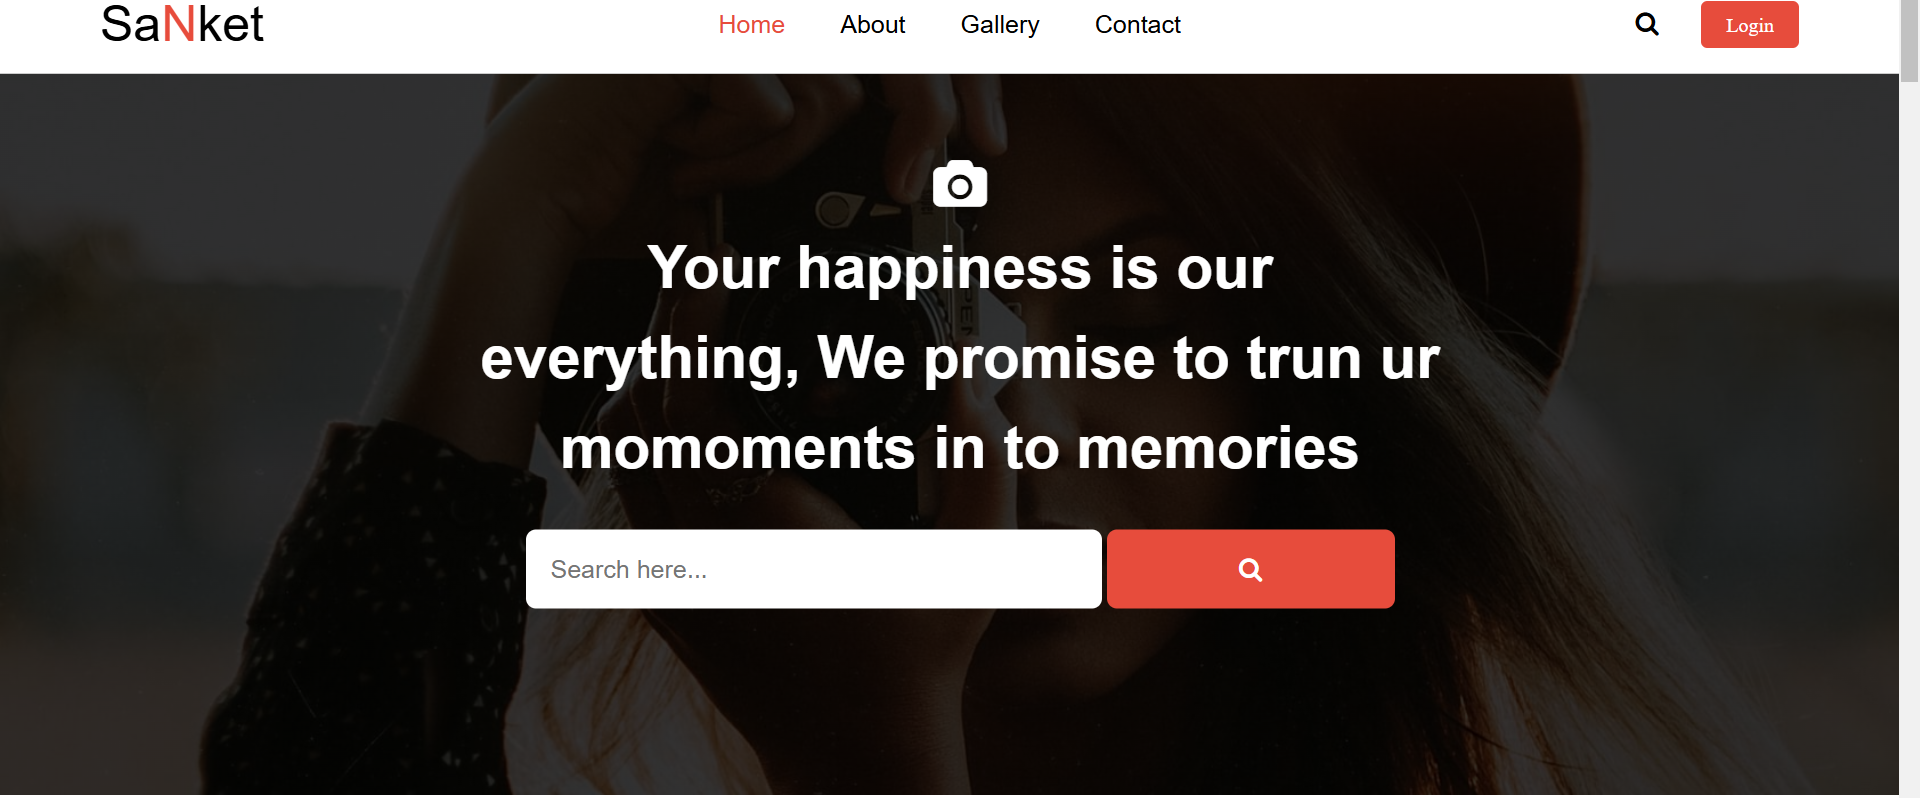 SaNket
Home About Gallery Contact
Login
Your happiness is our
everything, We promise to trun ur
momoments in to memories
Search here...